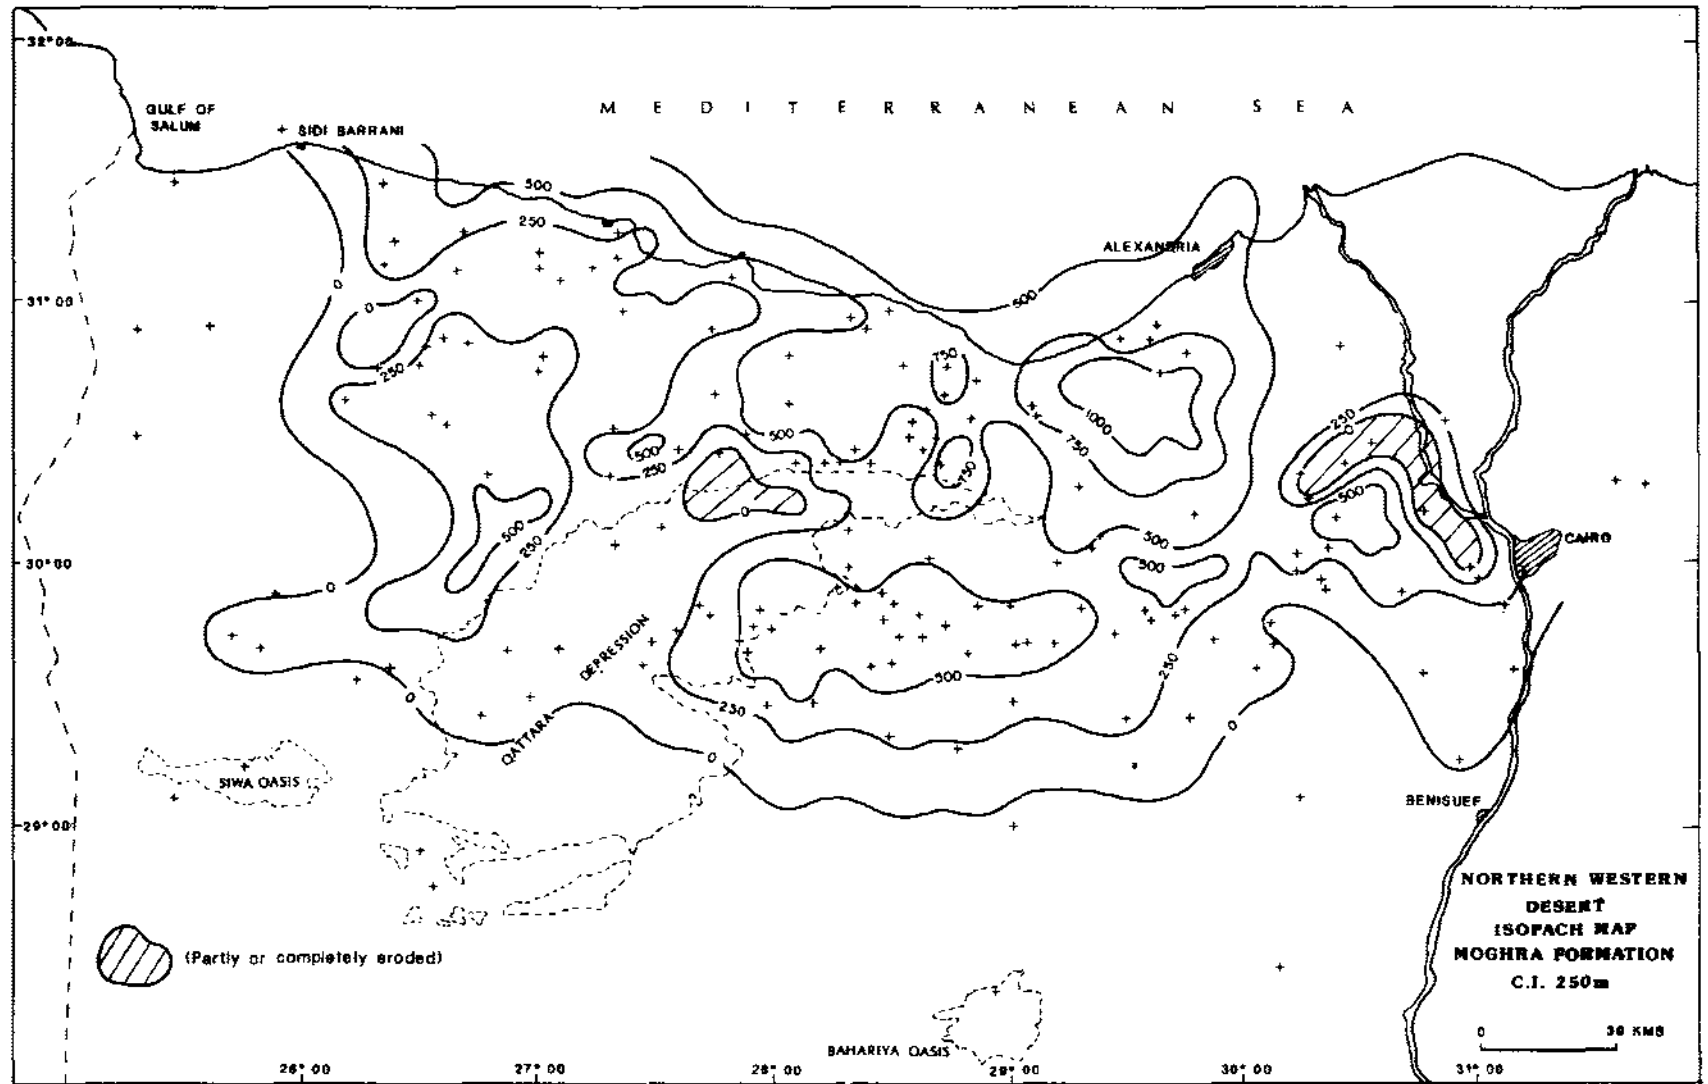 32°00
GULF OF
SALUM
SIDI BARRANI
MEDITERRANEAN SEA
500
250
ALEXANDRIA
0
500
31°00
0
250
750
1000
750
250
0
500
500
250
750
500
0
500
250
500
500
CAIRO
30°00
0
DEPRESSION
250
500
250
0
QATTARA
0
0
SIWA OASIS
BENISUEF
29°00
NORTHERN WESTERN
DESERT
ISOPACH MAP
MOGHRA FORMATION
C.I. 250m
(Partly or completely eroded)
0 30 KMS
BAHARIYA OASIS
26°00 27°00 28°00 29°00 30°00 31°00